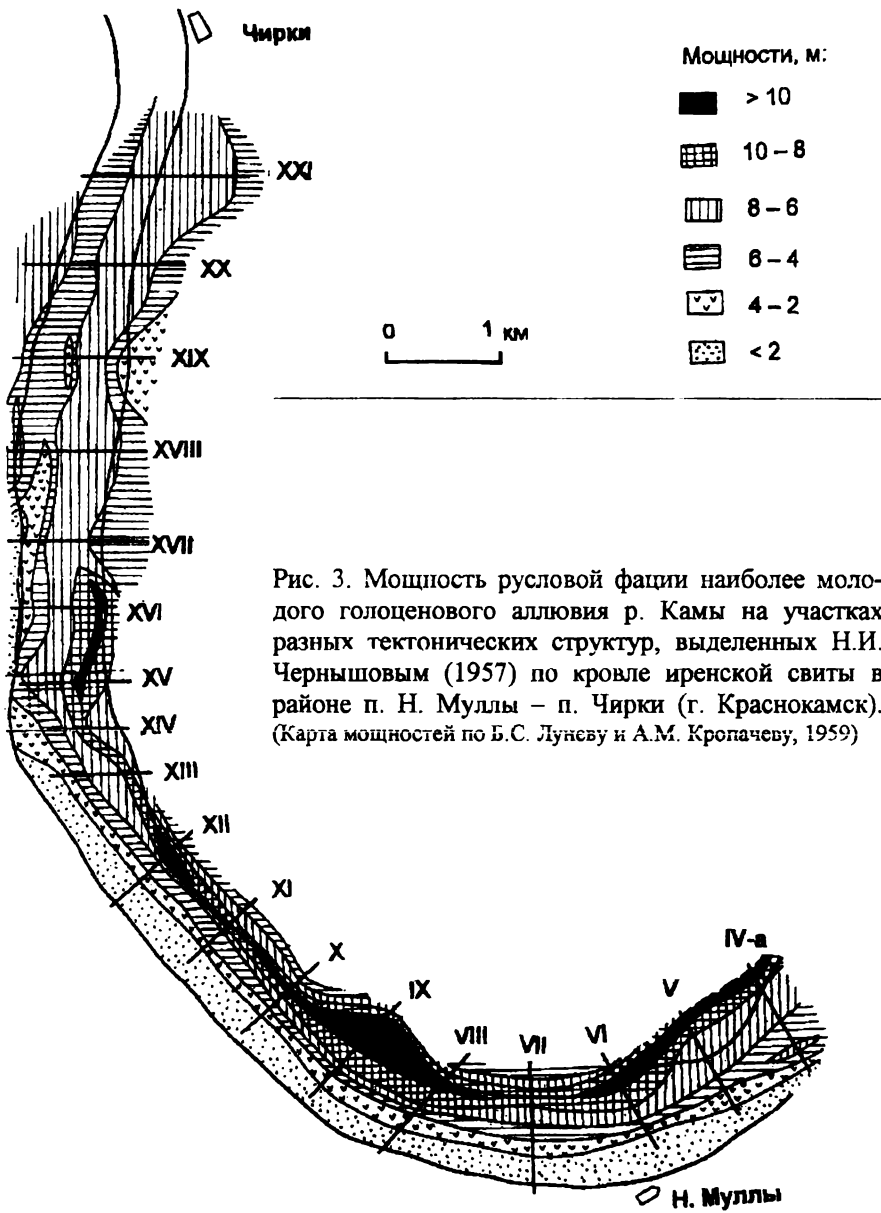 Чирки
Мощности, м:
> 10
10 – 8
8 – 6
6 – 4
4 – 2
< 2
0 1 км
XXI
XX
XIX
XVIII
XVII
XVI
XV
XIV
XIII
XII
XI
X
IX
VIII
VII
VI
V
IV-а
Н. Муллы
Рис. 3. Мощность русловой фации наиболее моло-
дого голоценового аллювия р. Камы на участках
разных тектонических структур, выделенных Н.И.
Чернышовым (1957) по кровле иренской свиты в
районе п. Н. Муллы – п. Чирки (г. Краснокамск).
(Карта мощностей по Б.С. Луневу и А.М. Кропачеву, 1959)